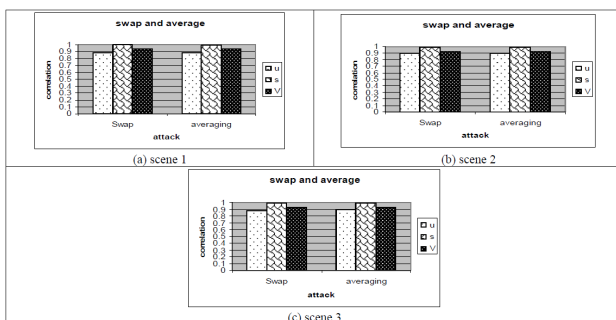 swap and average
correlation
1
0.9
0.8
0.7
0.6
0.5
0.4
0.3
0.2
0.1
0
Swap averaging
attack
u
s
V
(a) scene 1
swap and average
correlation
1
0.9
0.8
0.7
0.6
0.5
0.4
0.3
0.2
0.1
0
Swap averaging
attack
u
s
V
(b) scene 2
swap and average
correlation
1
0.9
0.8
0.7
0.6
0.5
0.4
0.3
0.2
0.1
0
Swap averaging
attack
u
s
V
(c) scene 3